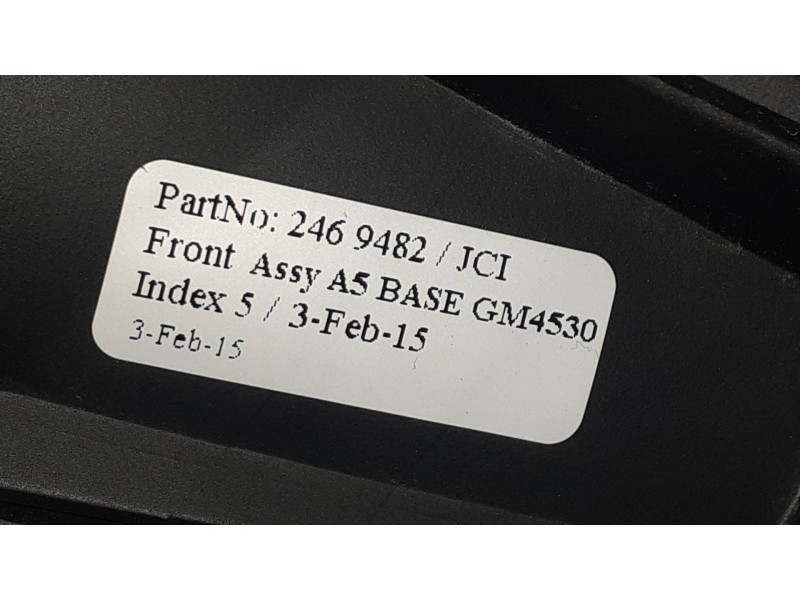 PartNo: 246 9482 / JCI
Front Assy A5 BASE GM4530
Index 5 / 3-Feb-15
3-Feb-15